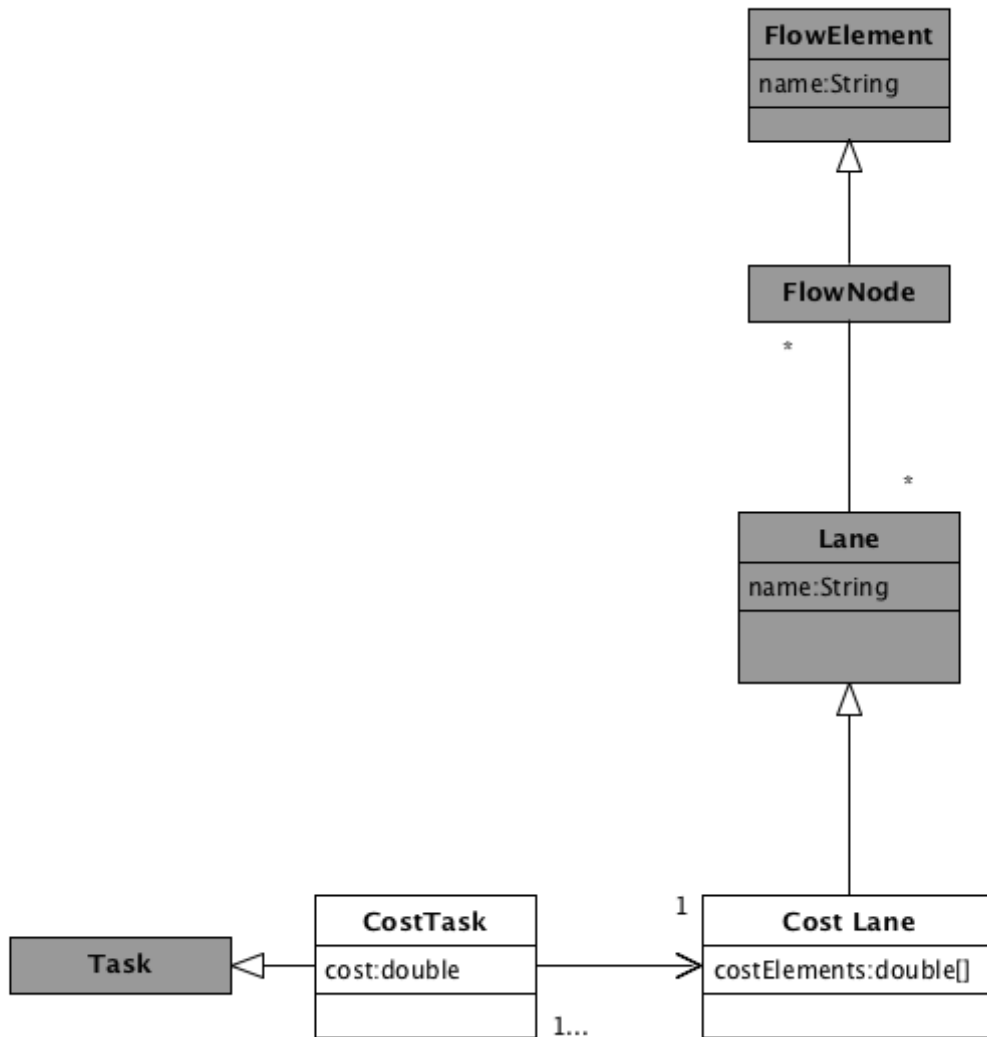 FlowElement
name:String
FlowNode
*
*
Lane
name:String
Task
CostTask
cost:double
1...
1
Cost Lane
costElements:double[]